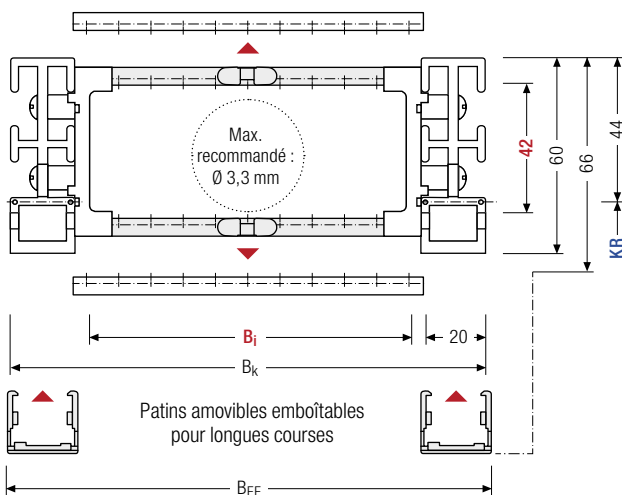 Max.
recommandé :
Ø 3,3 mm
42
60
66
44
KR
Bi
20
Bk
Patins amovibles emboîtables
pour longues courses
BEF